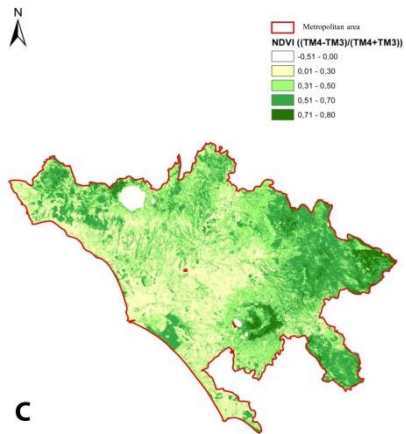 N
Metropolitan area
NDVI ((TM4-TM3)/(TM4+TM3))
-0,51 - 0,00
0,01 - 0,30
0,31 - 0,50
0,51 - 0,70
0,71 - 0,80
C